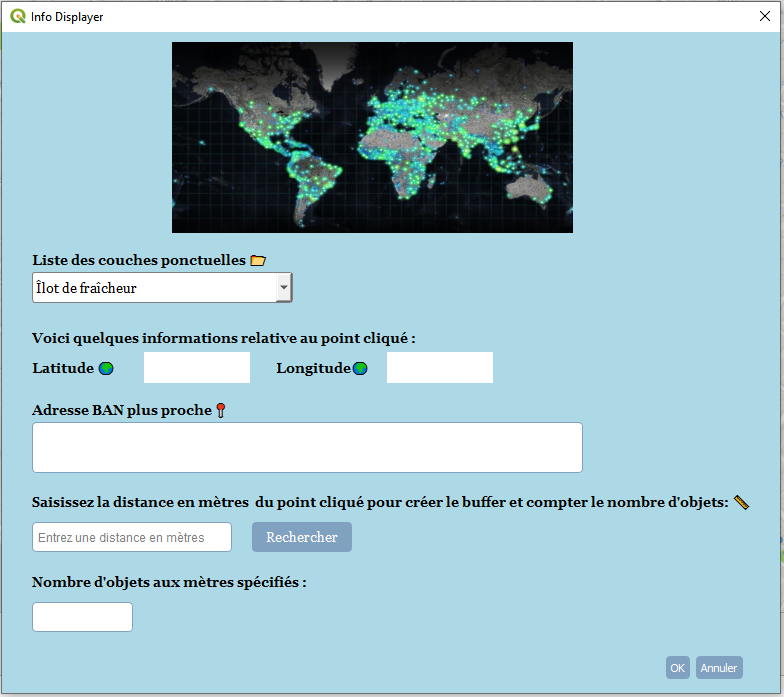 Info Displayer
Liste des couches ponctuelles
Îlot de fraîcheur
Voici quelques informations relative au point cliqué :
Latitude Longitude
Adresse BAN plus proche
Saisissez la distance en mètres  du point cliqué pour créer le buffer et compter le nombre d'objets:
Entrez une distance en mètres Rechercher
Nombre d'objets aux mètres spécifiés :
OK Annuler